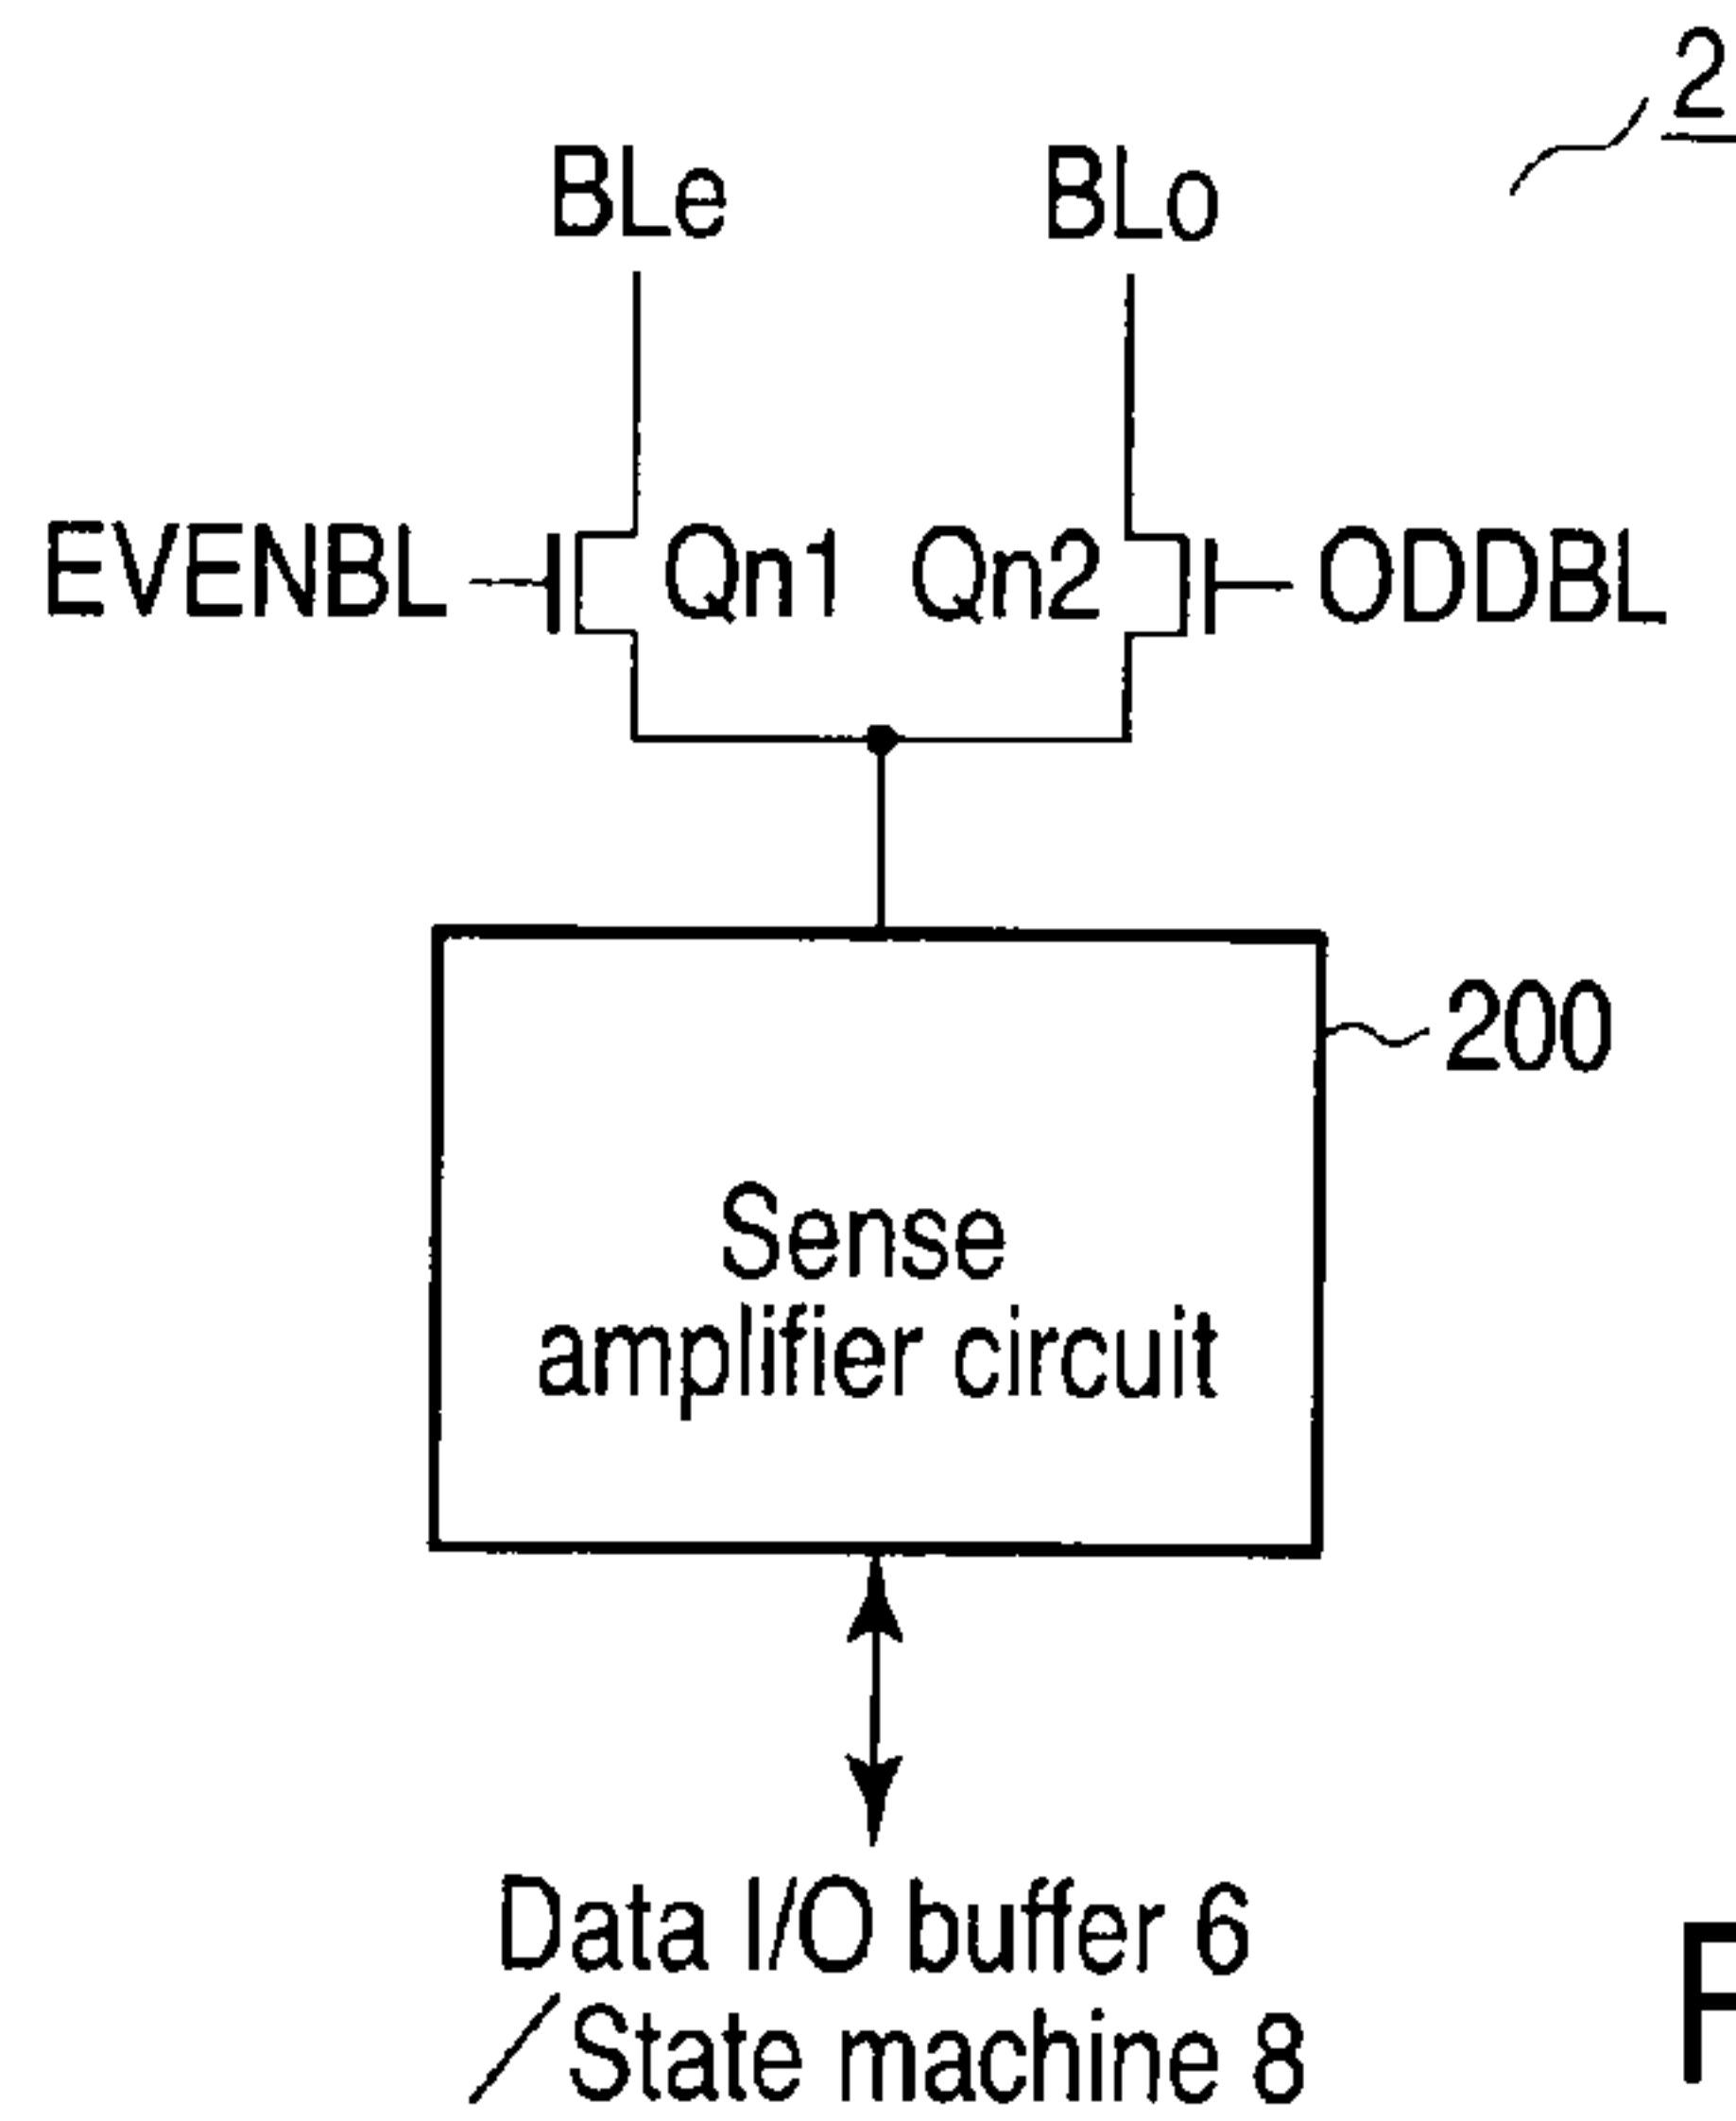 2
BLe BLo
EVENBL Qn1 Qn2 ODDBL
200
Sense
amplifier circuit
Data I/O buffer 6
/State machine 8